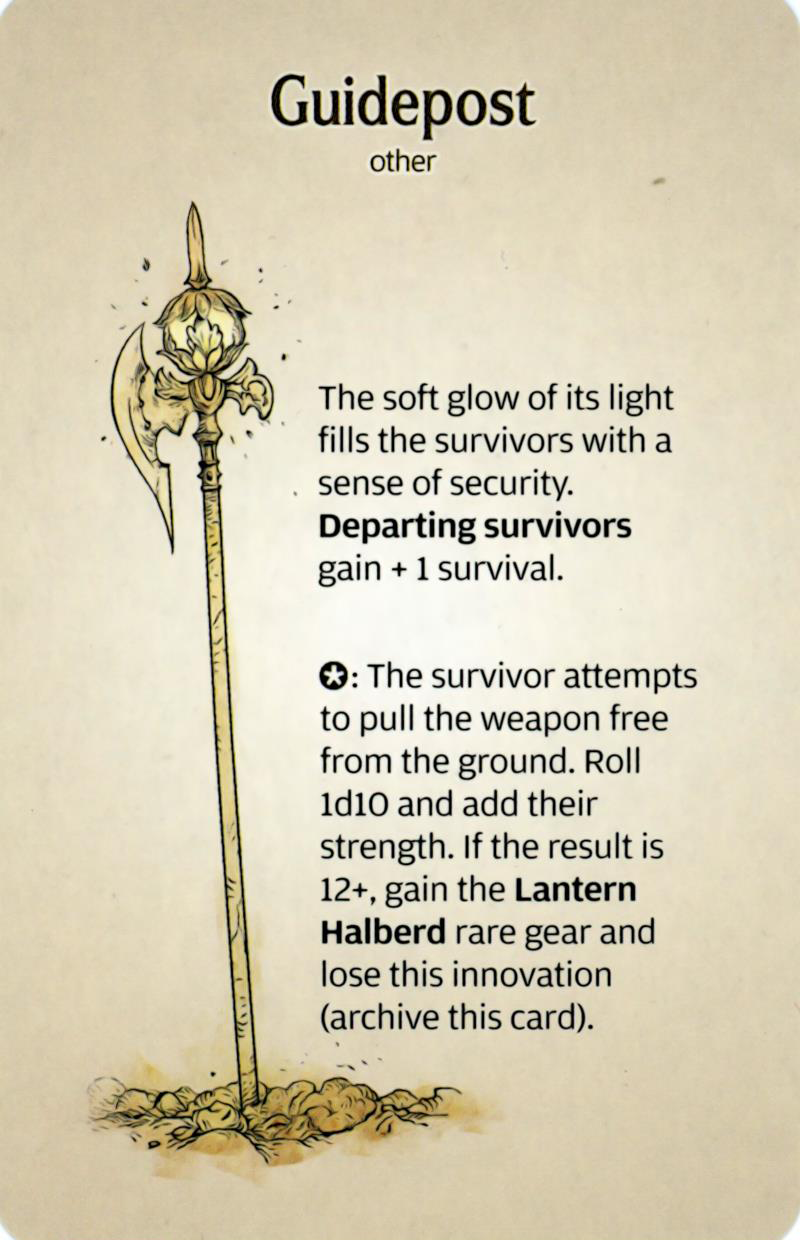 Guidepost
other
The soft glow of its light
fills the survivors with a
sense of security.
Departing survivors
gain + 1 survival.
✪: The survivor attempts
to pull the weapon free
from the ground. Roll
1d10 and add their
strength. If the result is
12+, gain the Lantern
Halberd rare gear and
lose this innovation
(archive this card).